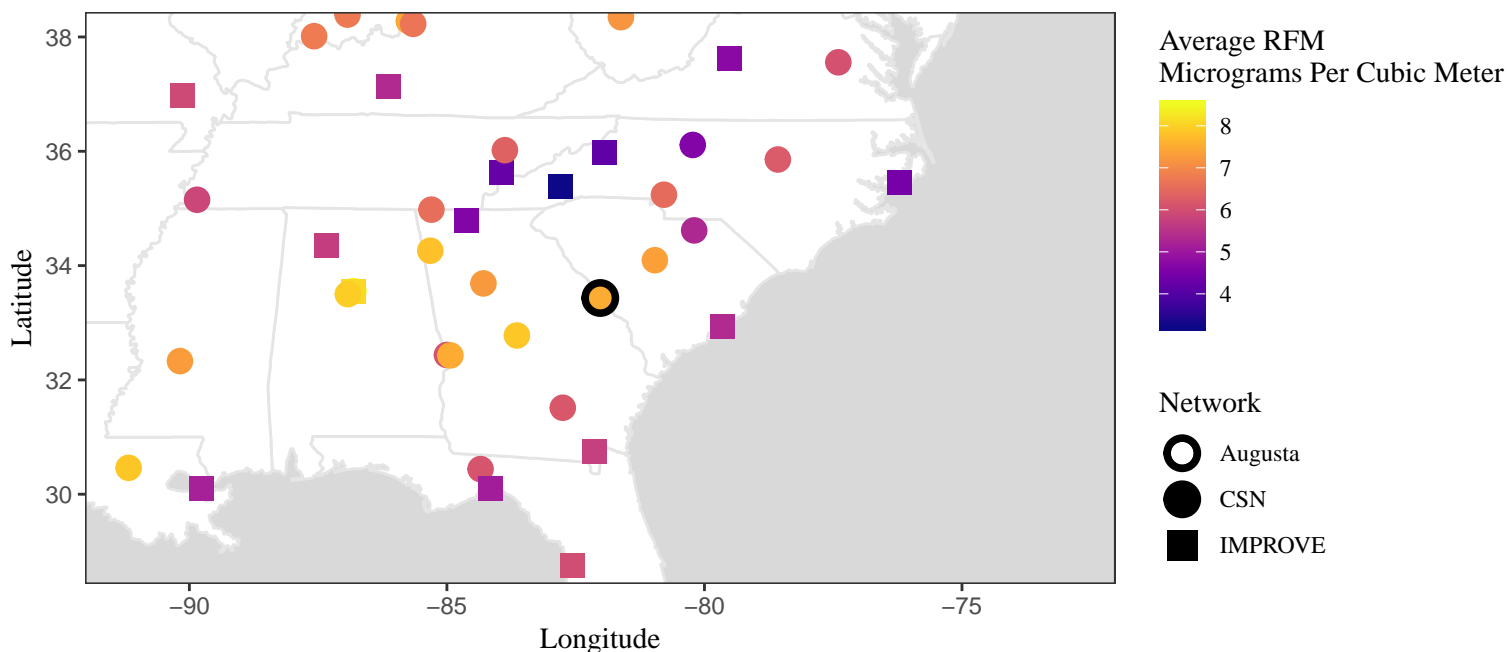 Average RFM
Micrograms Per Cubic Meter
8
7
6
5
4
Network
Augusta
CSN
IMPROVE
Latitude
38
36
34
32
30
−90
−85
−80
−75
Longitude